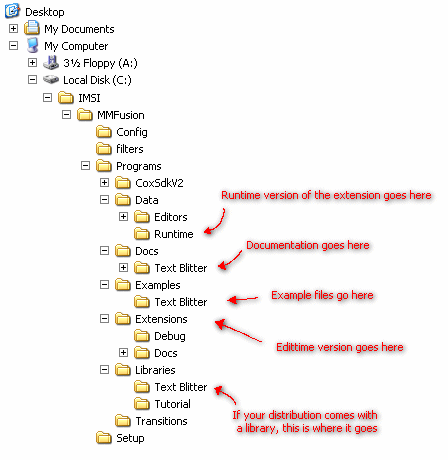 Desktop
My Documents
My Computer
3½ Floppy (A:)
Local Disk (C:)
IMSI
MMFusion
Config
filters
Programs
CoxSdkV2
Data
Runtime version of the extension goes here
Editors
Runtime
Docs
Documentation goes here
Text Blitter
Examples
Example files go here
Text Blitter
Extensions
Debug
Edittime version goes here
Docs
Libraries
Text Blitter
Tutorial
If your distribution comes with
a library, this is where it goes
Transitions
Setup